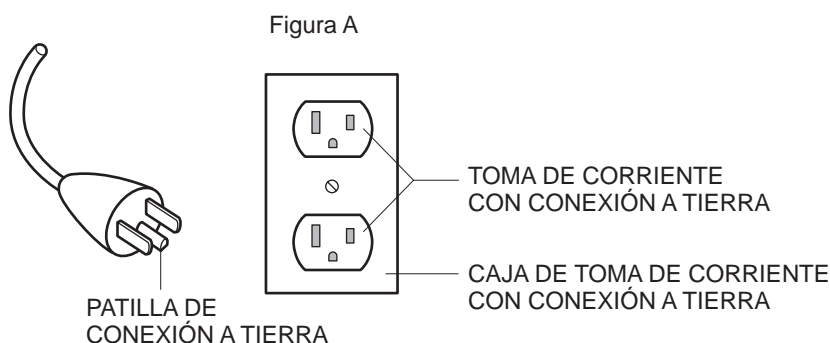 Figura A
TOMA DE CORRIENTE
CON CONEXIÓN A TIERRA
CAJA DE TOMA DE CORRIENTE
CON CONEXIÓN A TIERRA
PATILLA DE
CONEXIÓN A TIERRA